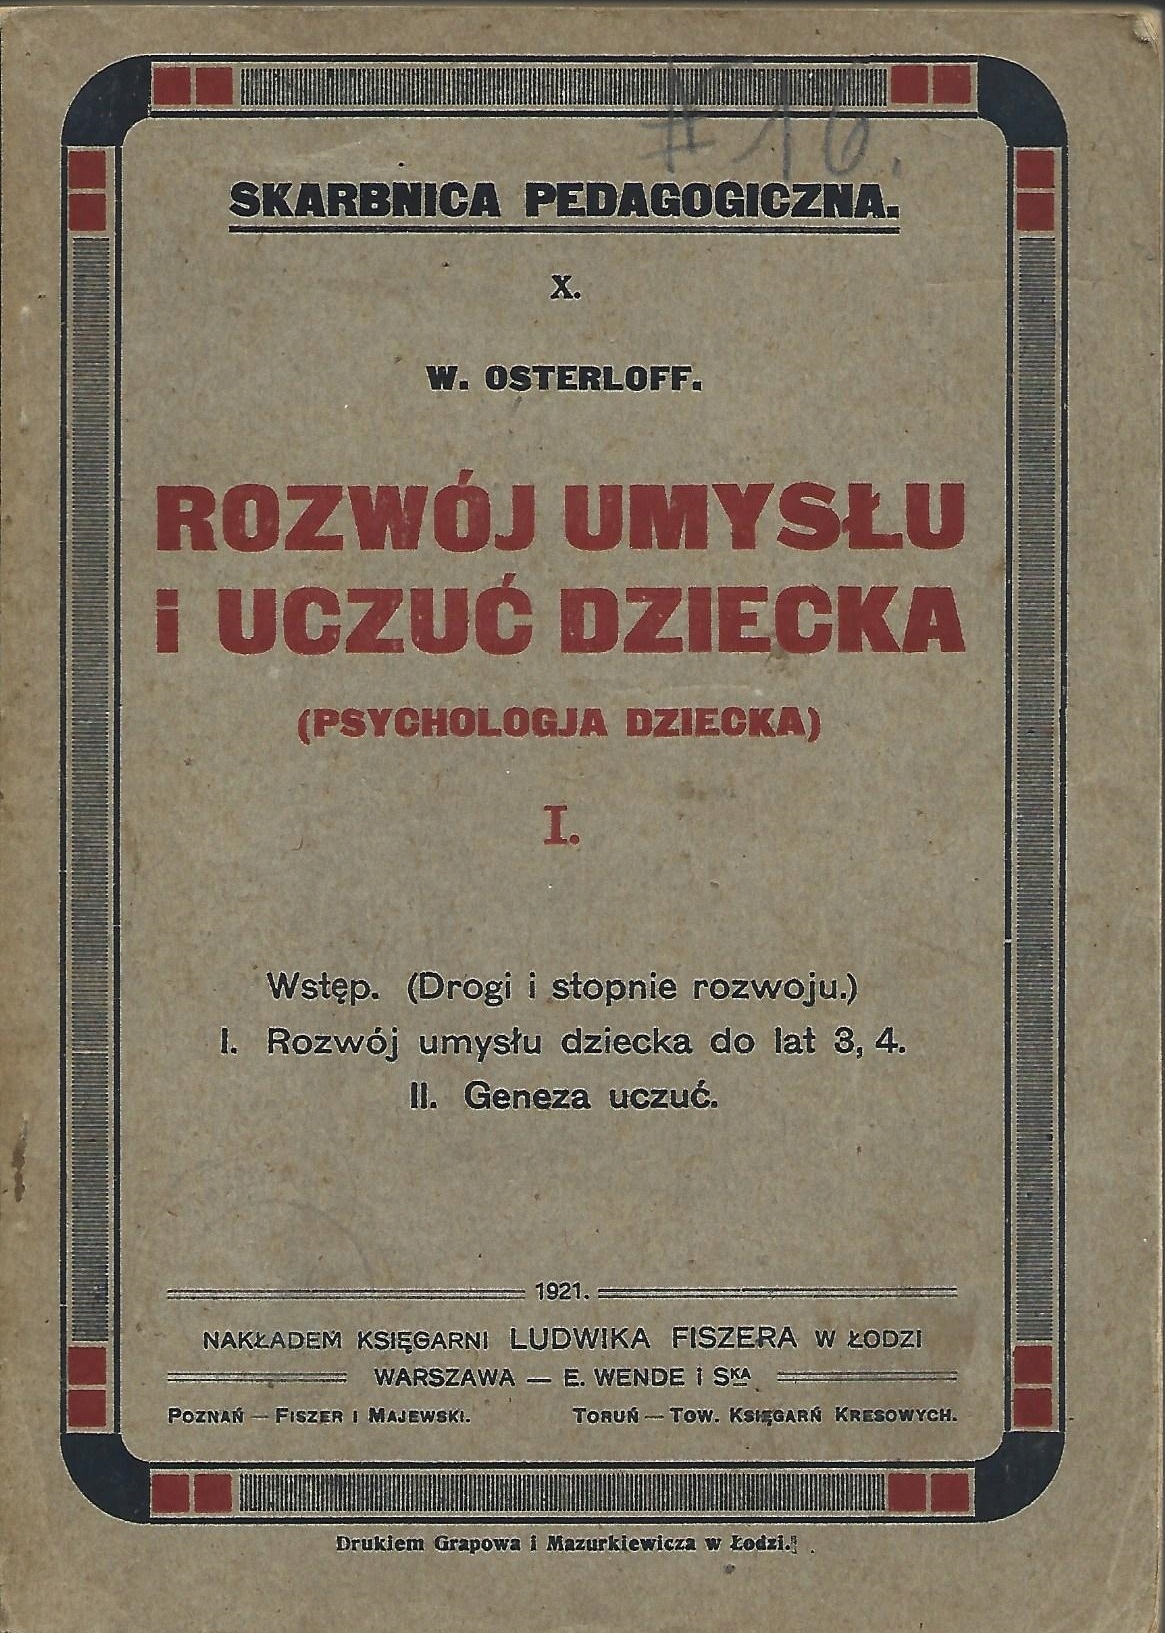 # 16.
SKARBNICA PEDAGOGICZNA.
X.
W. OSTERLOFF.
ROZWÓJ UMYSŁU
i UCZUĆ DZIECKA
(PSYCHOLOGJA DZIECKA)
I.
Wstęp. (Drogi i stopnie rozwoju.)
I. Rozwój umysłu dziecka do lat 3, 4.
II. Geneza uczuć.
1921.
NAKŁADEM KSIĘGARNI LUDWIKA FISZERA W ŁODZI
WARSZAWA — E. WENDE i SKA
POZNAŃ — FISZER I MAJEWSKI. TORUŃ — TOW. KSIĘGARŃ KRESOWYCH.
Drukiem Grapowa i Mazurkiewicza w Łodzi.